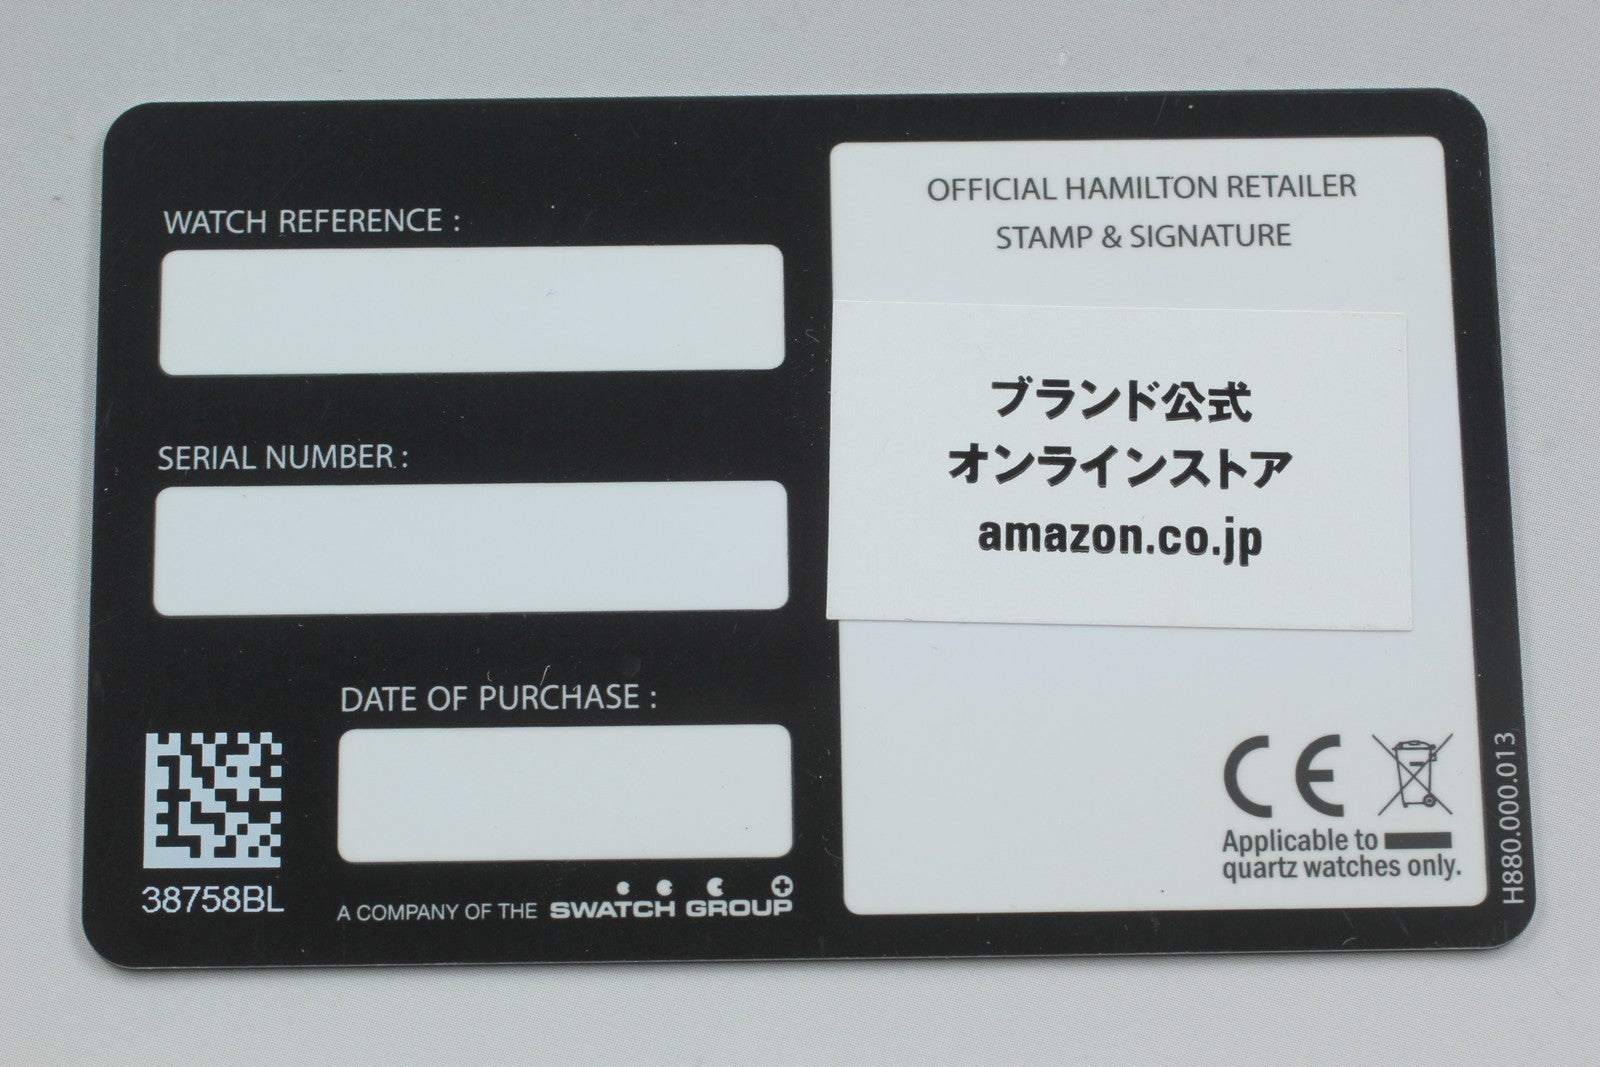 WATCH REFERENCE :
SERIAL NUMBER :
DATE OF PURCHASE :
38758BL
A COMPANY OF THE SWATCH GROUP
OFFICIAL HAMILTON RETAILER
STAMP & SIGNATURE
ブランド公式
オンラインストア
amazon.co.jp
CE
Applicable to
quartz watches only.
H880.000.013